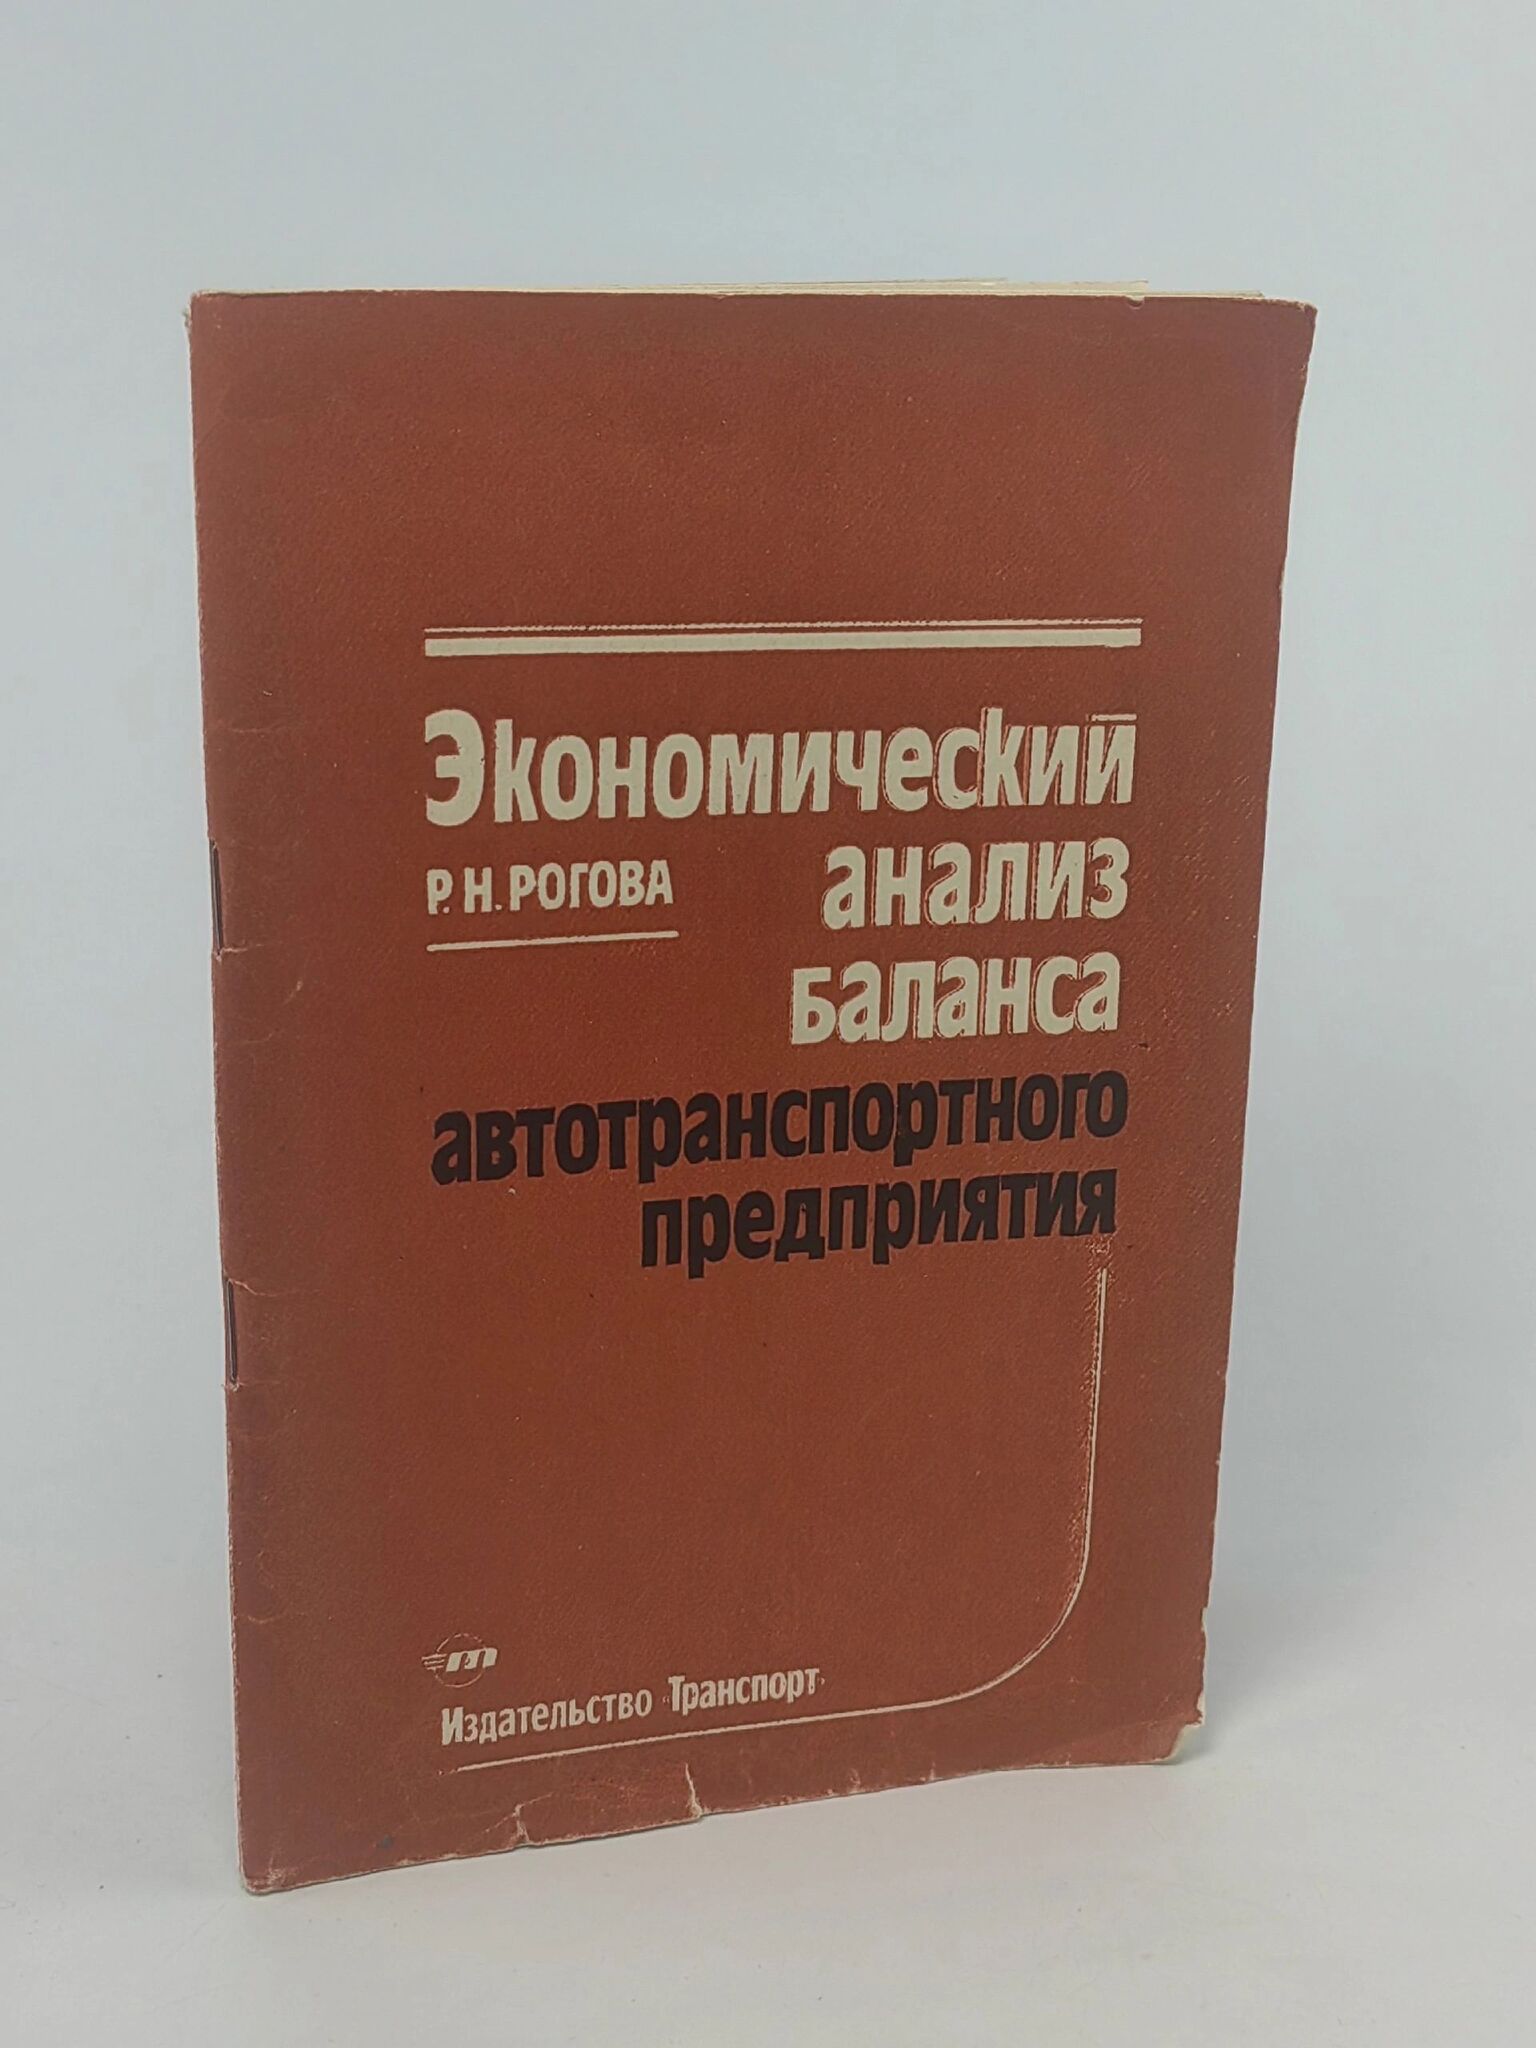 Экономический
Р. Н. РОГОВА
анализ
баланса
автотранспортного
предприятия
Издательство «Транспорт»